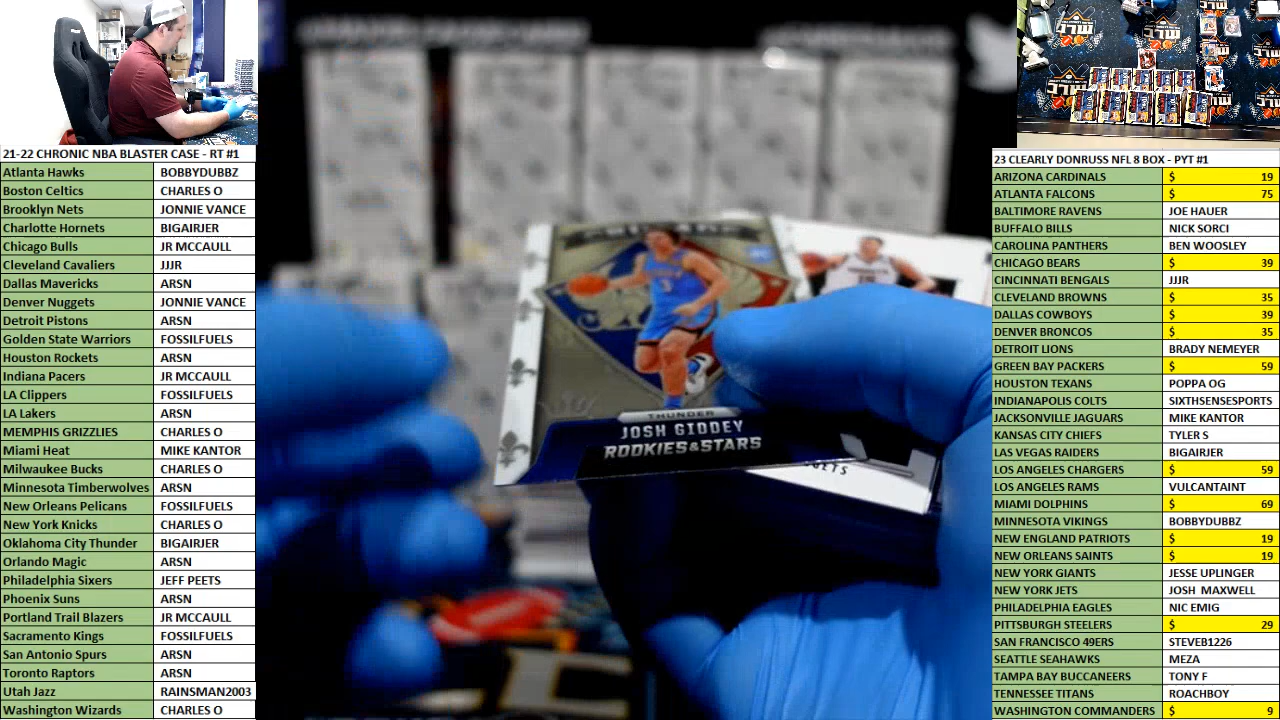 21-22 CHRONIC NBA BLASTER CASE - RT #1
Atlanta Hawks BOBBYDUBBZ
Boston Celtics CHARLES O
Brooklyn Nets JONNIE VANCE
Charlotte Hornets BIGAIRJER
Chicago Bulls JR MCCAULL
Cleveland Cavaliers JJJR
Dallas Mavericks ARSN
Denver Nuggets JONNIE VANCE
Detroit Pistons ARSN
Golden State Warriors FOSSILFUELS
Houston Rockets ARSN
Indiana Pacers JR MCCAULL
LA Clippers FOSSILFUELS
LA Lakers ARSN
MEMPHIS GRIZZLIES CHARLES O
Miami Heat MIKE KANTOR
Milwaukee Bucks CHARLES O
Minnesota Timberwolves ARSN
New Orleans Pelicans FOSSILFUELS
New York Knicks CHARLES O
Oklahoma City Thunder BIGAIRJER
Orlando Magic ARSN
Philadelphia Sixers JEFF PEETS
Phoenix Suns ARSN
Portland Trail Blazers JR MCCAULL
Sacramento Kings FOSSILFUELS
San Antonio Spurs ARSN
Toronto Raptors ARSN
Utah Jazz RAINSMAN2003
Washington Wizards CHARLES O
THUNDER
JOSH GIDDEY
ROOKIES & STARS
23 CLEARLY DONRUSS NFL 8 BOX - PYT #1
ARIZONA CARDINALS $ 19
ATLANTA FALCONS $ 75
BALTIMORE RAVENS JOE HAUER
BUFFALO BILLS NICK SORCI
CAROLINA PANTHERS BEN WOOSLEY
CHICAGO BEARS $ 39
CINCINNATI BENGALS JJJR
CLEVELAND BROWNS $ 35
DALLAS COWBOYS $ 39
DENVER BRONCOS $ 35
DETROIT LIONS BRADY NEMEYER
GREEN BAY PACKERS $ 59
HOUSTON TEXANS POPPA OG
INDIANAPOLIS COLTS SIXTHSENSESPORTS
JACKSONVILLE JAGUARS MIKE KANTOR
KANSAS CITY CHIEFS TYLER S
LAS VEGAS RAIDERS BIGAIRJER
LOS ANGELES CHARGERS $ 59
LOS ANGELES RAMS VULCANTAINT
MIAMI DOLPHINS $ 69
MINNESOTA VIKINGS BOBBYDUBBZ
NEW ENGLAND PATRIOTS $ 19
NEW ORLEANS SAINTS $ 19
NEW YORK GIANTS JESSE UPLINGER
NEW YORK JETS JOSH MAXWELL
PHILADELPHIA EAGLES NIC EMIG
PITTSBURGH STEELERS $ 29
SAN FRANCISCO 49ERS STEVEB1226
SEATTLE SEAHAWKS MEZA
TAMPA BAY BUCCANEERS TONY F
TENNESSEE TITANS ROACHBOY
WASHINGTON COMMANDERS $ 9